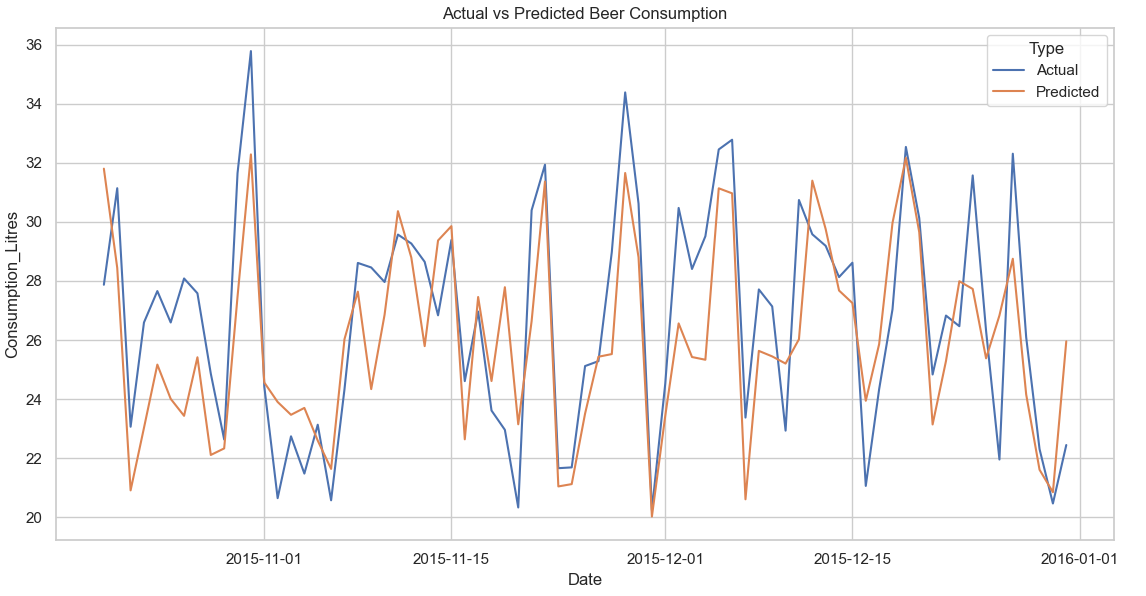 Actual vs Predicted Beer Consumption
Type
Actual
Predicted
Consumption_Litres
36
34
32
30
28
26
24
22
20
2015-11-01
2015-11-15
2015-12-01
2015-12-15
2016-01-01
Date